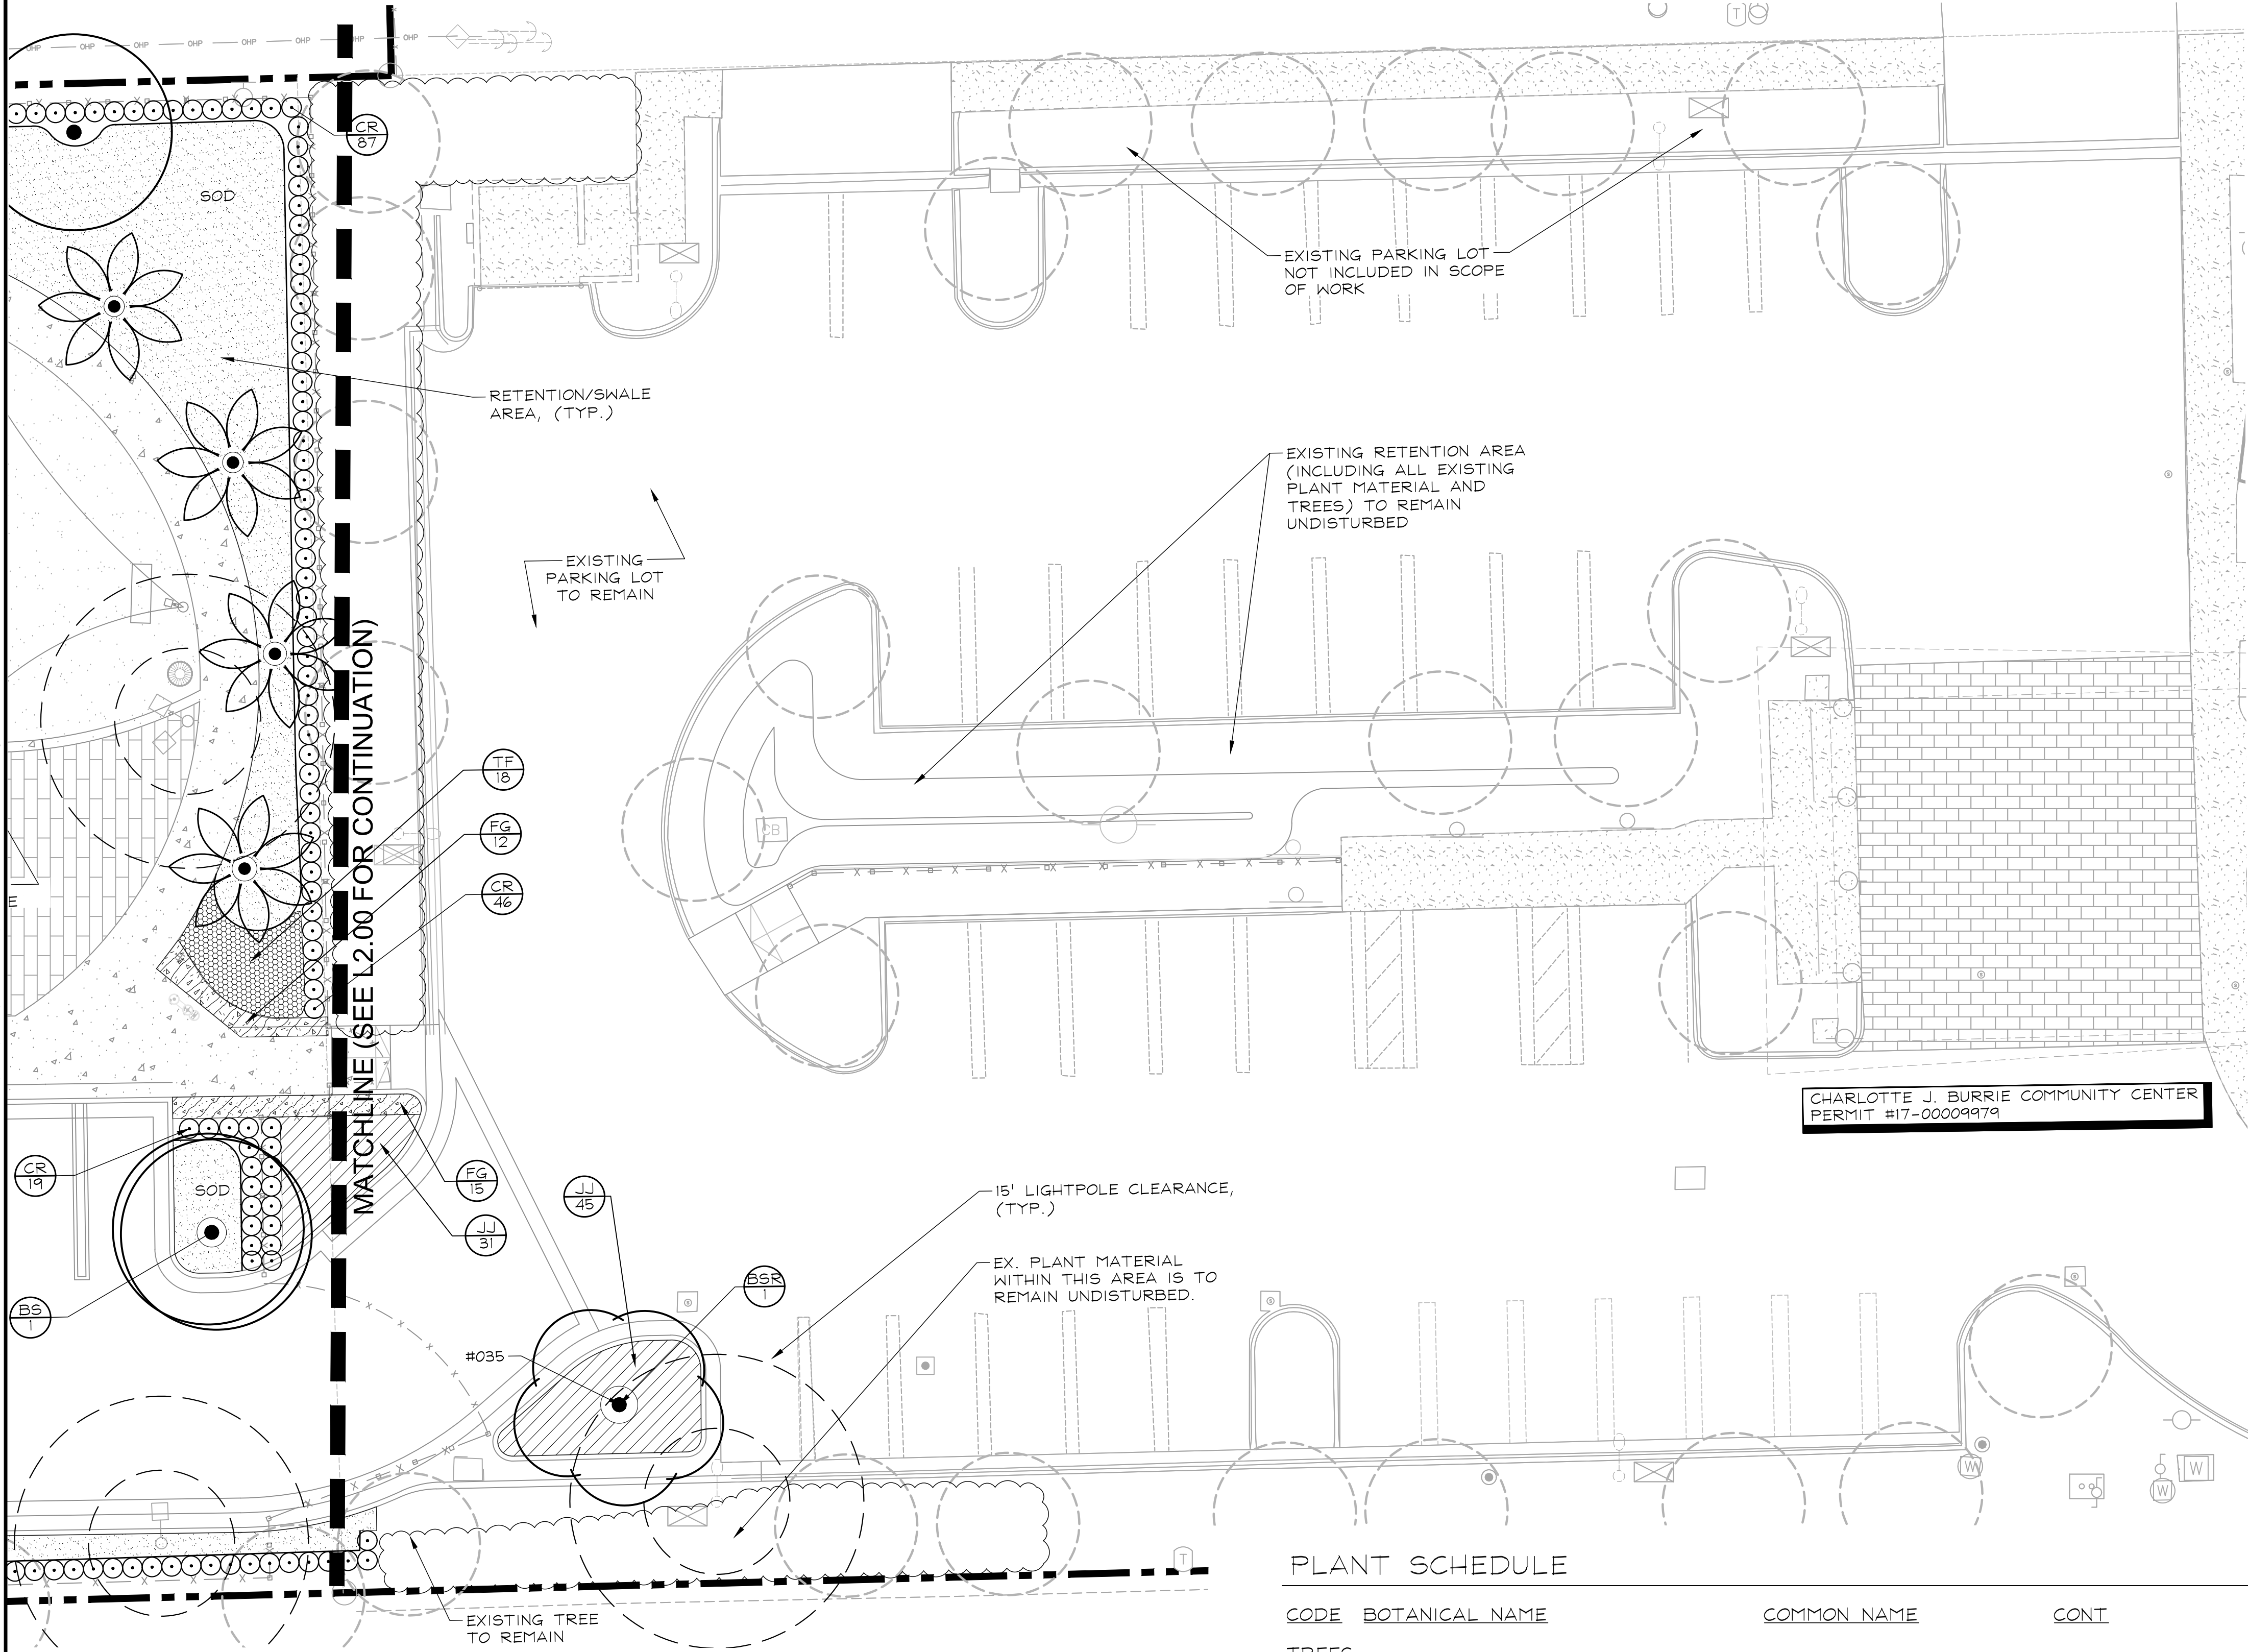 OHP OHP OHP OHP OHP OHP OHP OHP
T
CR
87
SOD
EXISTING PARKING LOT
NOT INCLUDED IN SCOPE
OF WORK
RETENTION/SWALE
AREA, (TYP.)
EXISTING RETENTION AREA
(INCLUDING ALL EXISTING
PLANT MATERIAL AND
TREES) TO REMAIN
UNDISTURBED
EXISTING
PARKING LOT
TO REMAIN
MATCHLINE (SEE L2.00 FOR CONTINUATION)
TF
18
FG
12
CR
46
CB
E
CHARLOTTE J. BURRIE COMMUNITY CENTER
PERMIT #17-00009979
CR
19
SOD
FG
15
JJ
31
JJ
45
BS
1
BSR
1
#035
15' LIGHTPOLE CLEARANCE,
(TYP.)
EX. PLANT MATERIAL
WITHIN THIS AREA IS TO
REMAIN UNDISTURBED.
W
W
W
T
EXISTING TREE
TO REMAIN
PLANT SCHEDULE
CODE BOTANICAL NAME COMMON NAME CONT
TREES